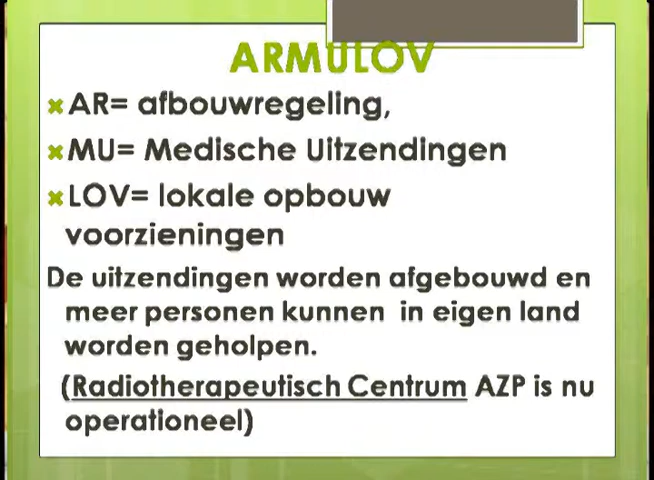 ARMULOV
AR= afbouwregeling,
MU= Medische Uitzendingen
LOV= lokale opbouw
voorzieningen
De uitzendingen worden afgebouwd en
meer personen kunnen in eigen land
worden geholpen.
(Radiotherapeutisch Centrum AZP is nu
operationeel)